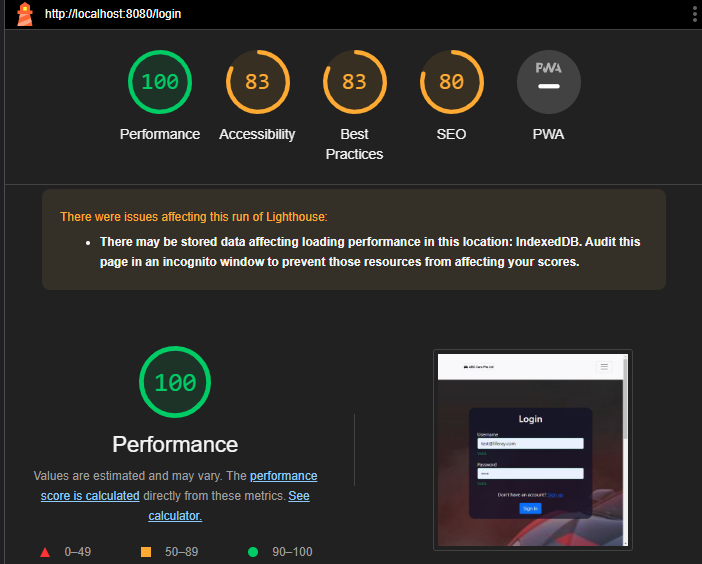 http://localhost:8080/login
100
83
83
80
PWA
Performance
Accessibility
Best
Practices
SEO
PWA
There were issues affecting this run of Lighthouse:
• There may be stored data affecting loading performance in this location: IndexedDB. Audit this
page in an incognito window to prevent those resources from affecting your scores.
100
Performance
Values are estimated and may vary. The performance
score is calculated directly from these metrics. See
calculator.
0–49
50–89
90–100
Login
Username
test@liferay.com
Password
•••••
Don't have an account? Sign up
Sign in